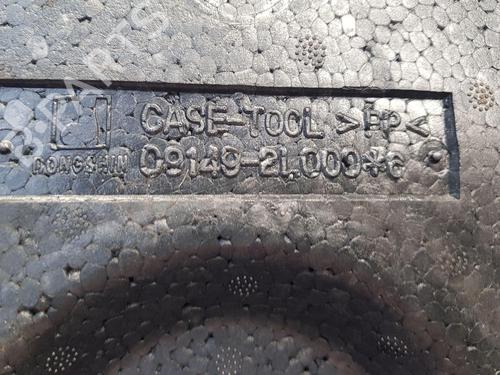 CASE-TOOL >PP<
DONGSHIN 09149-2L000*6